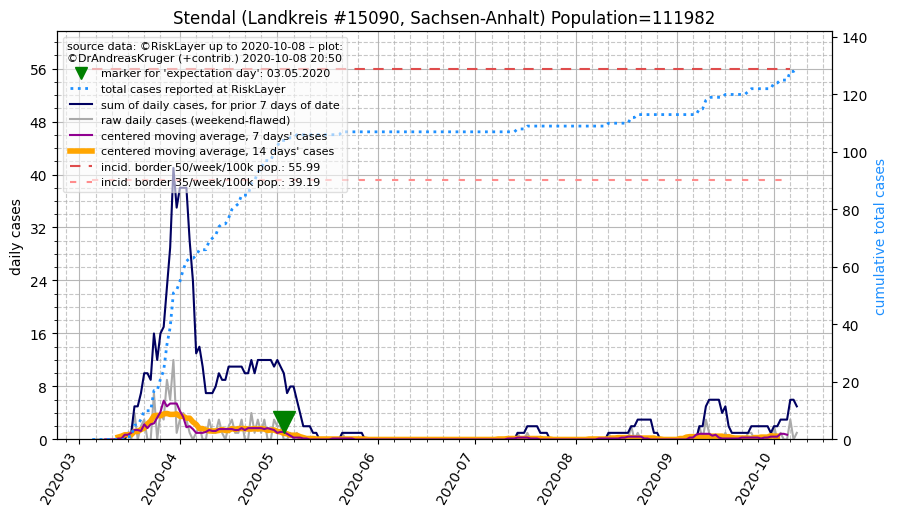 Stendal (Landkreis #15090, Sachsen-Anhalt) Population=111982
source data: ©RiskLayer up to 2020-10-08 – plot:
©DrAndreasKruger (+contrib.) 2020-10-08 20:50
marker for 'expectation day': 03.05.2020
total cases reported at RiskLayer
sum of daily cases, for prior 7 days of date
raw daily cases (weekend-flawed)
centered moving average, 7 days' cases
centered moving average, 14 days' cases
incid. border 50/week/100k pop.: 55.99
incid. border 35/week/100k pop.: 39.19
daily cases
56
48
40
32
24
16
8
0
cumulative total cases
140
120
100
80
60
40
20
0
2020-03
2020-04
2020-05
2020-06
2020-07
2020-08
2020-09
2020-10